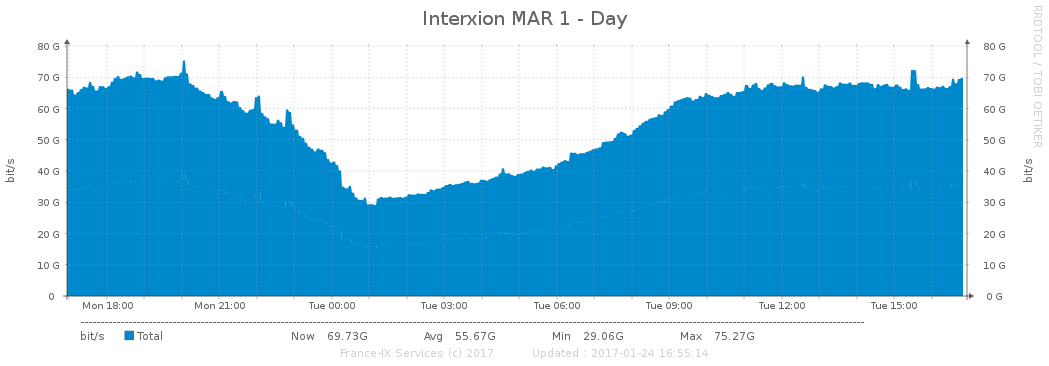 Interxion MAR 1 - Day
RRDTOOL / TOBI OETIKER
80 G 80 G
70 G 70 G
60 G 60 G
50 G 50 G
40 G 40 G
30 G 30 G
20 G 20 G
10 G 10 G
0 0 G
bit/s bit/s
Mon 18:00 Mon 21:00 Tue 00:00 Tue 03:00 Tue 06:00 Tue 09:00 Tue 12:00 Tue 15:00
bit/s Total Now 69.73G Avg 55.67G Min 29.06G Max 75.27G
France-IX Services (c) 2017 Updated : 2017-01-24 16:55:14